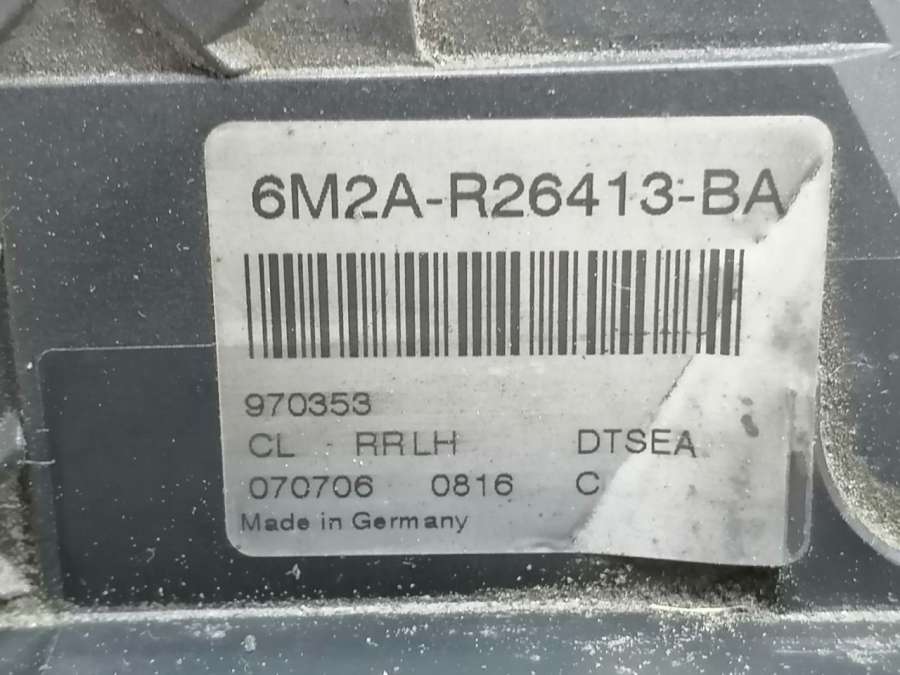 6M2A-R26413-BA
970353
CL - RRLH DTSEA
070706 0816 C
Made in Germany